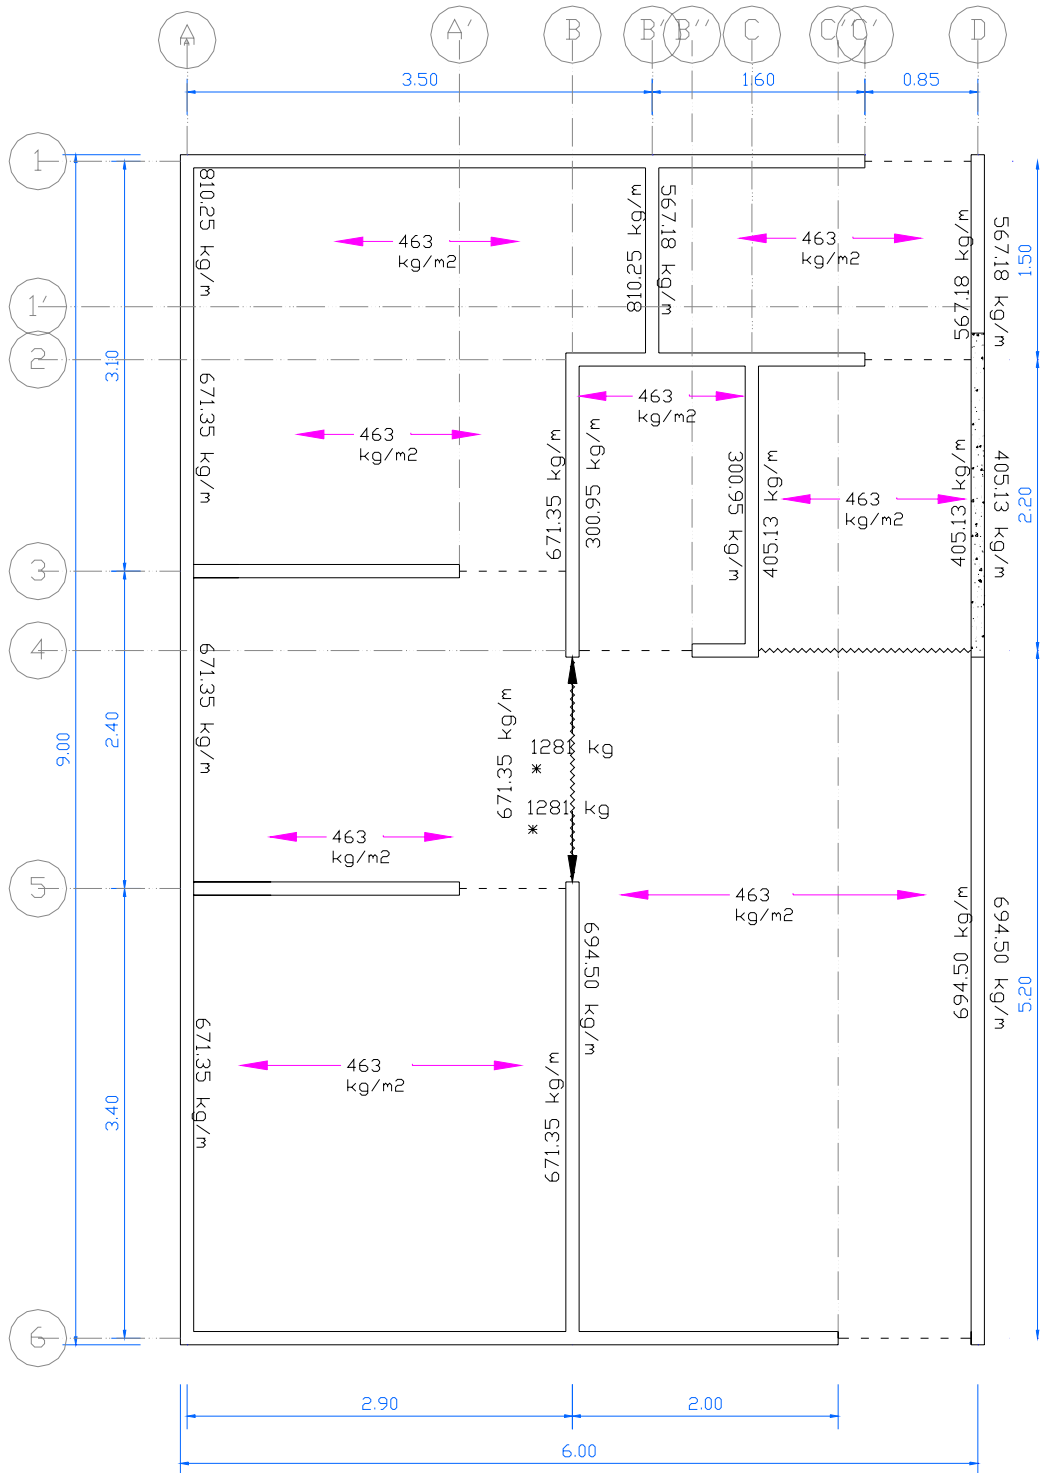 A
A'
B
B'
B''
C
C''
C'
D
3.50
1.60
0.85
1
1'
2
3
4
5
6
810.25 kg/m
463
kg/m2
810.25 kg/m
567.18 kg/m
463
kg/m2
567.18 kg/m
567.18 kg/m
1.50
3.10
671.35 kg/m
463
kg/m2
671.35 kg/m
463
kg/m2
300.95 kg/m
300.95 kg/m
405.13 kg/m
463
kg/m2
405.13 kg/m
405.13 kg/m
2.20
9.00
2.40
671.35 kg/m
671.35 kg/m
1281 kg
*
1281 kg
*
463
kg/m2
463
kg/m2
694.50 kg/m
694.50 kg/m
694.50 kg/m
5.20
3.40
671.35 kg/m
463
kg/m2
671.35 kg/m
2.90
2.00
6.00